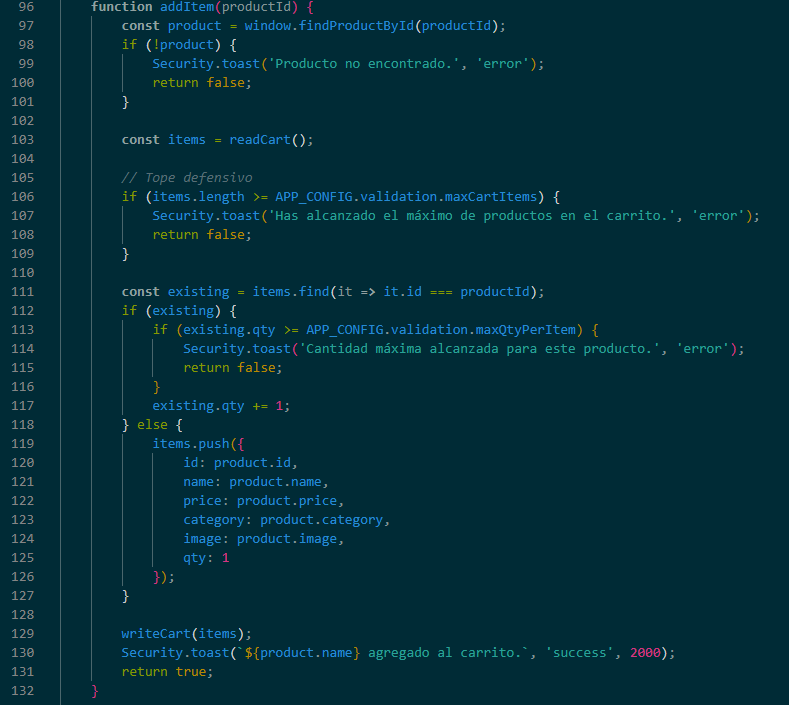 96 function addItem(productId) {
97 const product = window.findProductById(productId);
98 if (!product) {
99 Security.toast('Producto no encontrado.', 'error');
100 return false;
101 }
102
103 const items = readCart();
104
105 // Tope defensivo
106 if (items.length >= APP_CONFIG.validation.maxCartItems) {
107 Security.toast('Has alcanzado el máximo de productos en el carrito.', 'error');
108 return false;
109 }
110
111 const existing = items.find(it => it.id === productId);
112 if (existing) {
113 if (existing.qty >= APP_CONFIG.validation.maxQtyPerItem) {
114 Security.toast('Cantidad máxima alcanzada para este producto.', 'error');
115 return false;
116 }
117 existing.qty += 1;
118 } else {
119 items.push({
120 id: product.id,
121 name: product.name,
122 price: product.price,
123 category: product.category,
124 image: product.image,
125 qty: 1
126 });
127 }
128
129 writeCart(items);
130 Security.toast(`${product.name} agregado al carrito.`, 'success', 2000);
131 return true;
132 }